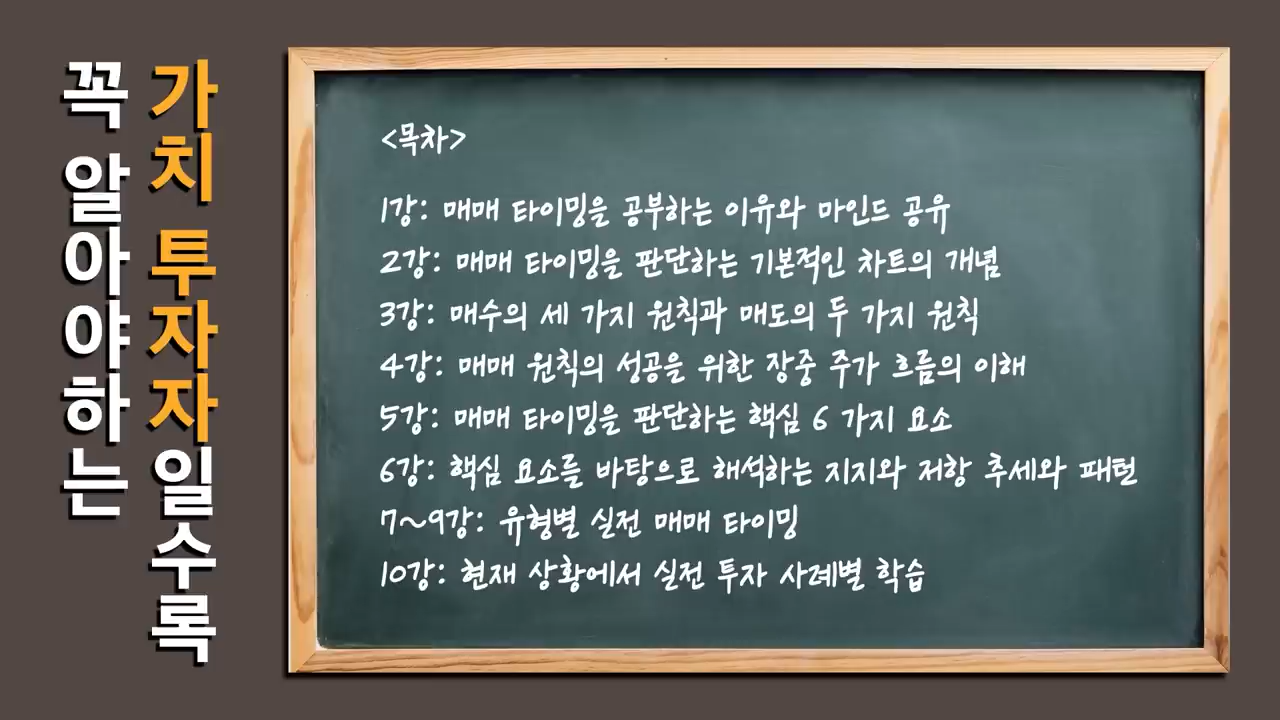 가치 투자자일수록
꼭 알아야하는
<목차>
1강: 매매 타이밍을 공부하는 이유와 마인드 공유
2강: 매매 타이밍을 판단하는 기본적인 차트의 개념
3강: 매수의 세 가지 원칙과 매도의 두 가지 원칙
4강: 매매 원칙의 성공을 위한 장중 주가 흐름의 이해
5강: 매매 타이밍을 판단하는 핵심 6 가지 요소
6강: 핵심 요소를 바탕으로 해석하는 지지와 저항 추세와 패턴
7~9강: 유형별 실전 매매 타이밍
10강: 현재 상황에서 실전 투자 사례별 학습